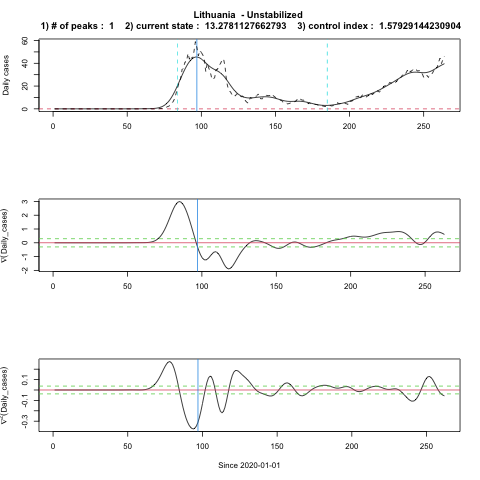 Lithuania - Unstabilized
1) # of peaks : 1 2) current state : 13.2781127662793 3) control index : 1.57929144230904
Daily cases
60
40
20
0
0 50 100 150 200 250
∇(Daily_cases)
3
2
1
0
-1
-2
0 50 100 150 200 250
∇²(Daily_cases)
0.1
-0.1
-0.3
0 50 100 150 200 250
Since 2020-01-01